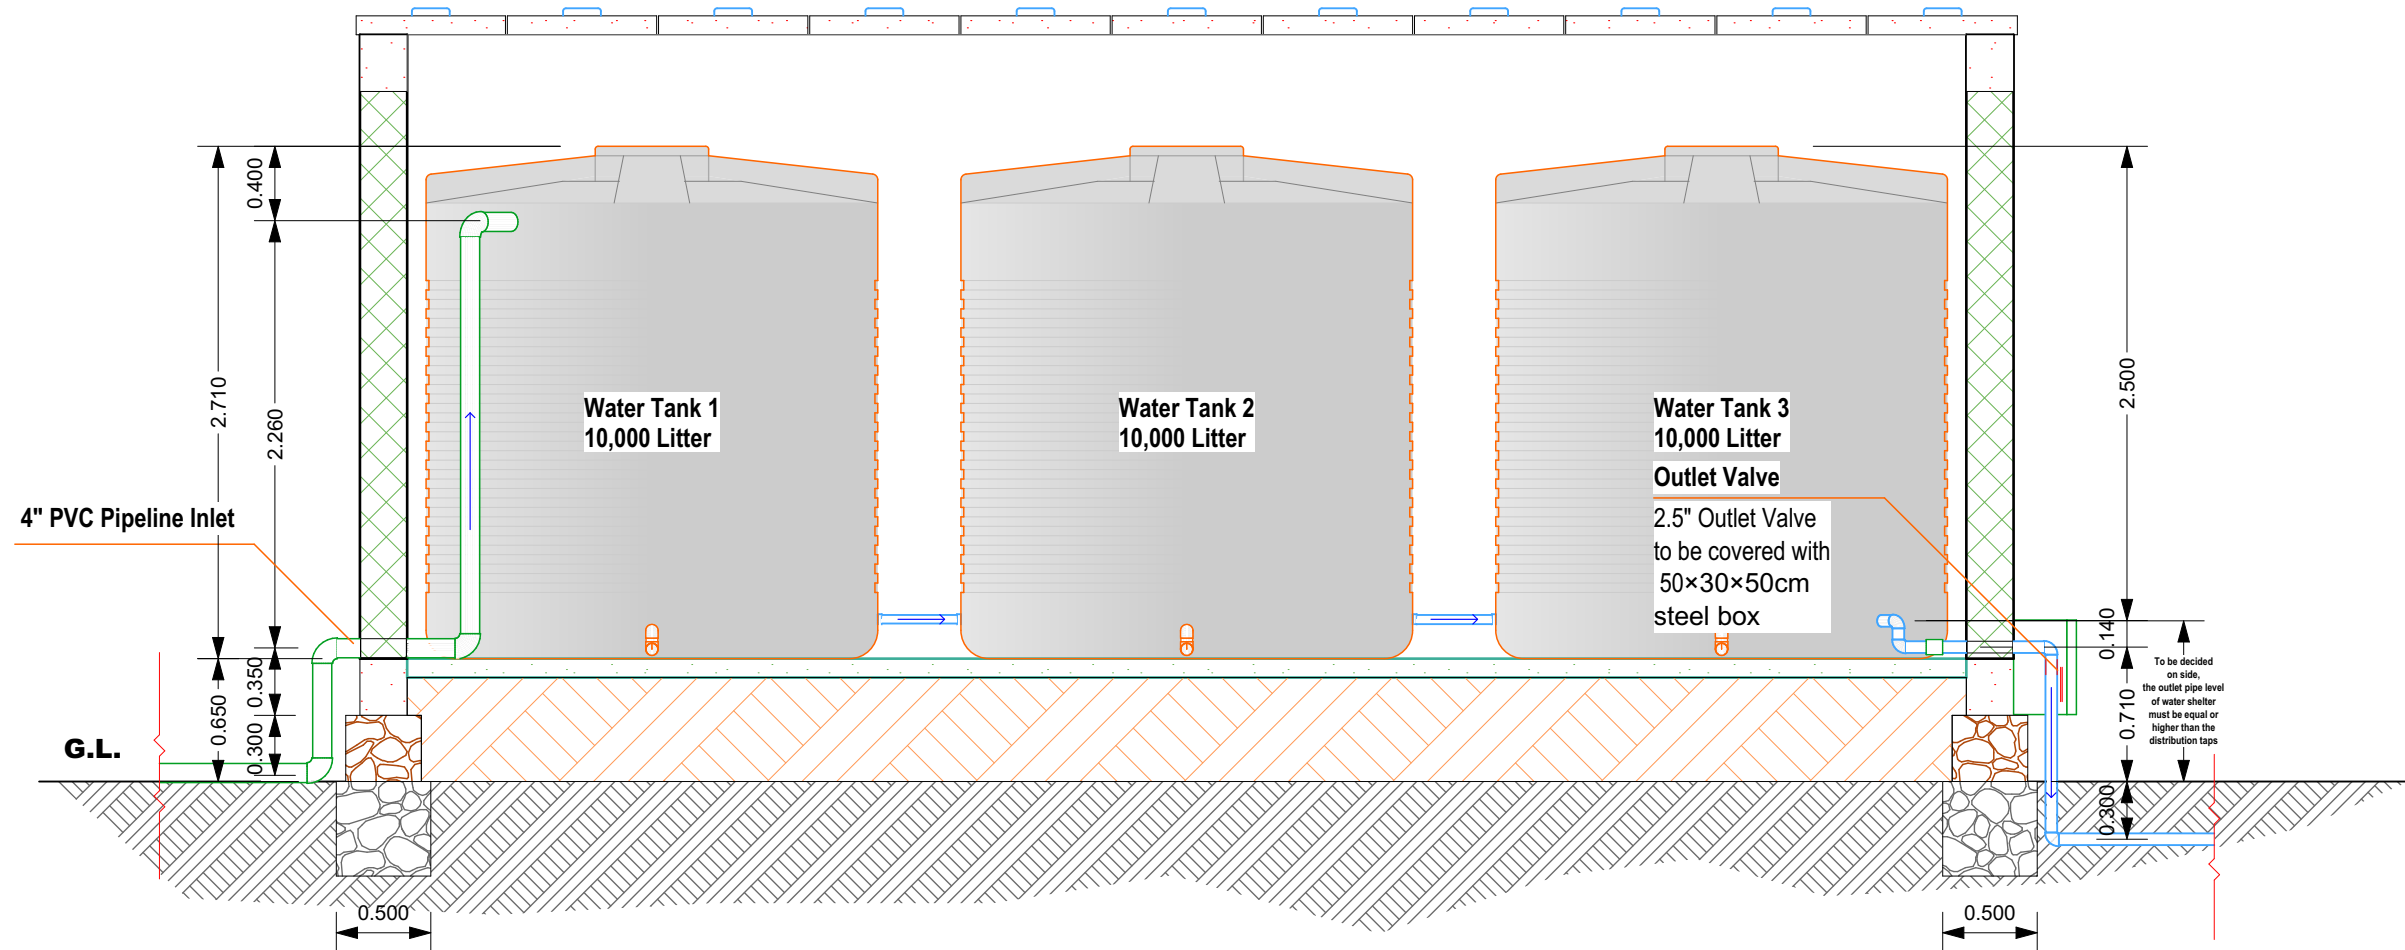 0.400
2.710
2.260
4" PVC Pipeline Inlet
0.350
0.650
0.300
G.L.
0.500
Water Tank 1
10,000 Litter
Water Tank 2
10,000 Litter
Water Tank 3
10,000 Litter
Outlet Valve
2.5" Outlet Valve
to be covered with
50×30×50cm
steel box
2.500
0.140
0.710
To be decided
on side,
the outlet pipe level
of water shelter
must be equal or
higher than the
distribution taps
0.300
0.500